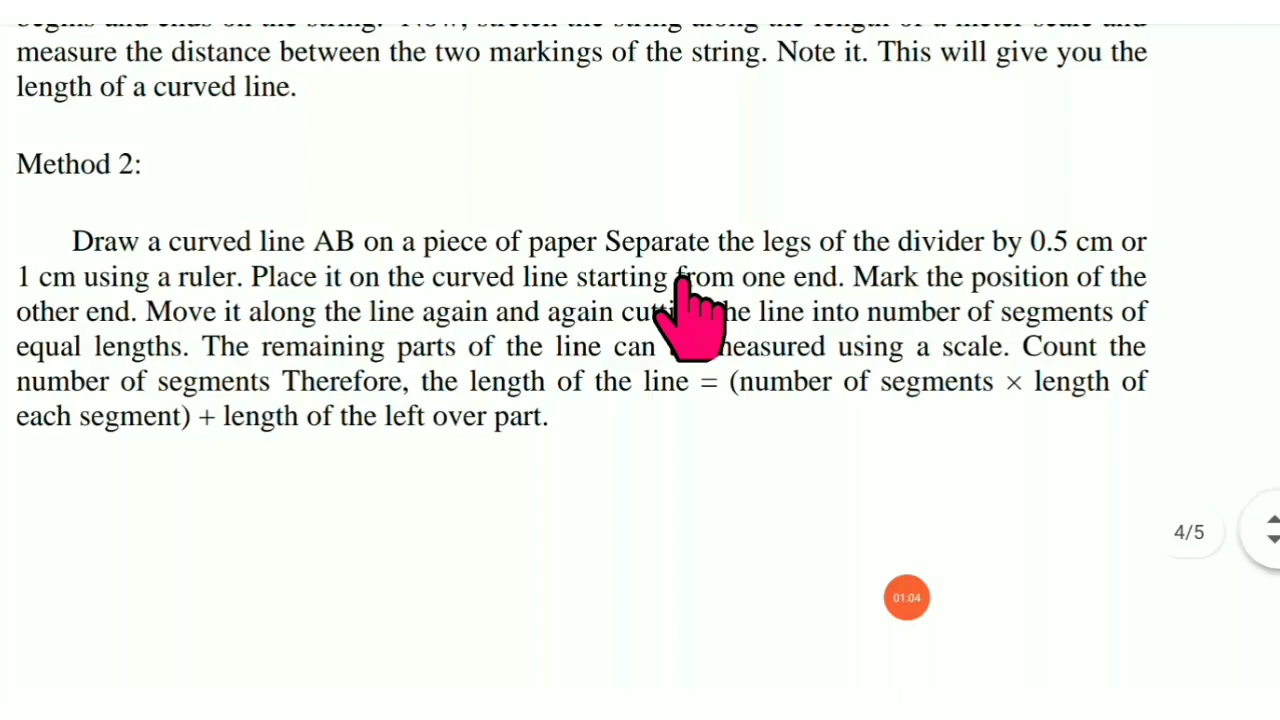 measure the distance between the two markings of the string. Note it. This will give you the
length of a curved line.
Method 2:
Draw a curved line AB on a piece of paper Separate the legs of the divider by 0.5 cm or
1 cm using a ruler. Place it on the curved line starting from one end. Mark the position of the
other end. Move it along the line again and again the line into number of segments of
equal lengths. The remaining parts of the line can measured using a scale. Count the
number of segments Therefore, the length of the line = (number of segments × length of
each segment) + length of the left over part.
4/5
01:04